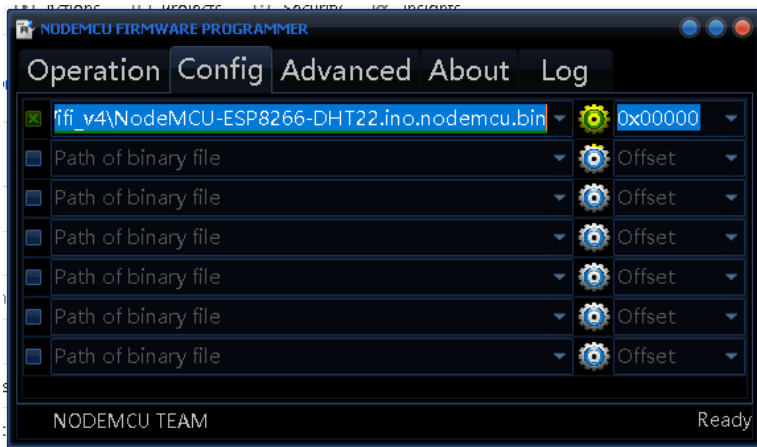 NODEMCU FIRMWARE PROGRAMMER
Operation Config Advanced About Log
ifi_v4\NodeMCU-ESP8266-DHT22.ino.nodemcu.bin 0x00000
Path of binary file Offset
Path of binary file Offset
Path of binary file Offset
Path of binary file Offset
Path of binary file Offset
Path of binary file Offset
NODEMCU TEAM Ready